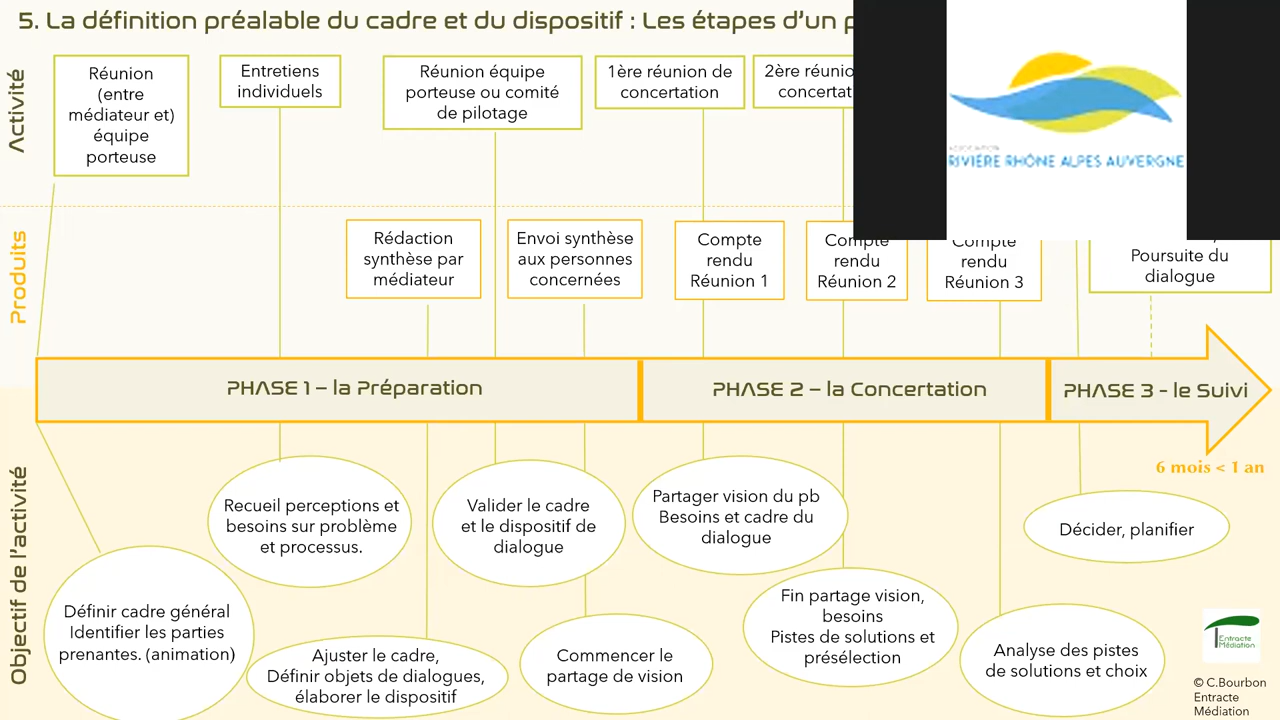 5. La définition préalable du cadre et du dispositif : Les étapes d’un
Activité
Réunion
(entre
médiateur et)
équipe
porteuse
Entretiens
individuels
Réunion équipe
porteuse ou comité
de pilotage
1ère réunion de
concertation
2ère
ASSOCIATION
RIVIÈRE RHÔNE ALPES AUVERGNE
Produits
Rédaction
synthèse par
médiateur
Envoi synthèse
aux personnes
concernées
Compte
rendu
Réunion 1
Compte
rendu
Réunion 2
Compte
rendu
Réunion 3
Poursuite du
dialogue
PHASE 1 – la Préparation
PHASE 2 – la Concertation
PHASE 3 - le Suivi
6 mois < 1 an
Objectif de l’activité
Définir cadre général
Identifier les parties
prenantes. (animation)
Recueil perceptions et
besoins sur problème
et processus.
Ajuster le cadre,
Définir objets de dialogues,
élaborer le dispositif
Valider le cadre
et le dispositif de
dialogue
Commencer le
partage de vision
Partager vision du pb
Besoins et cadre du
dialogue
Fin partage vision,
besoins
Pistes de solutions et
présélection
Analyse des pistes
de solutions et choix
Décider, planifier
Entracte
Médiation
© C.Bourbon
Entracte
Médiation